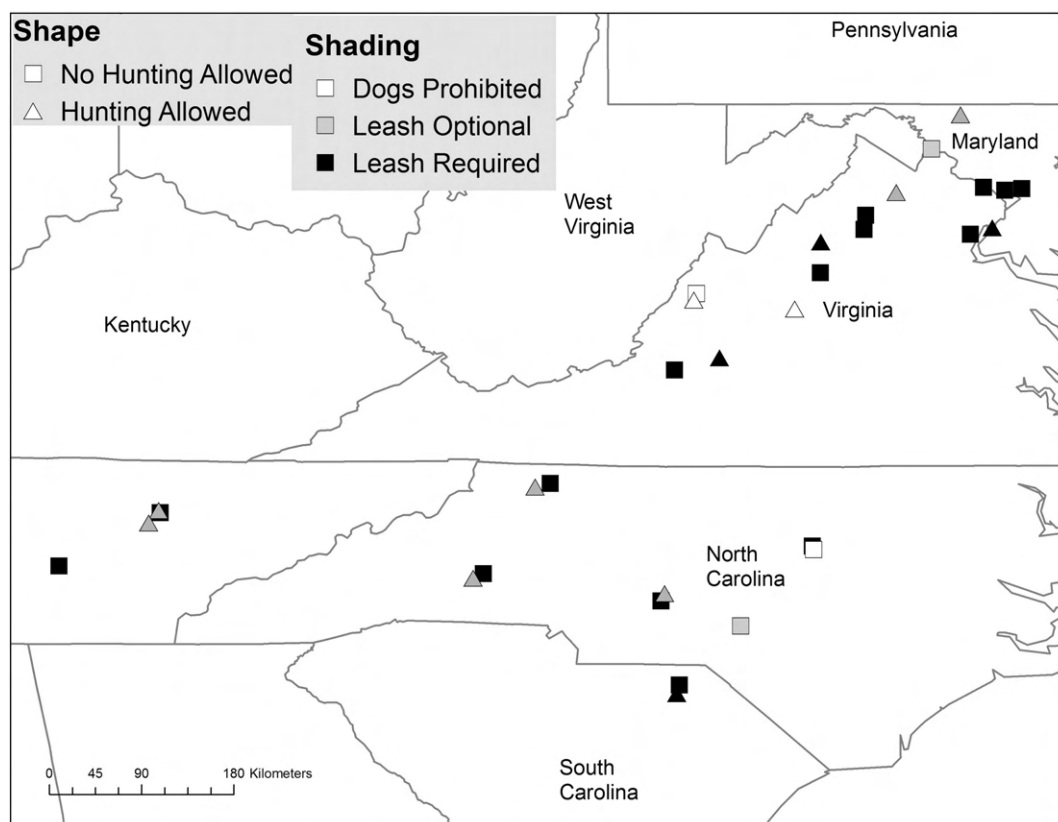 Shape
No Hunting Allowed
Hunting Allowed
Shading
Dogs Prohibited
Leash Optional
Leash Required
Pennsylvania
Maryland
West
Virginia
Kentucky
Virginia
North
Carolina
South
Carolina
0 45 90 180 Kilometers